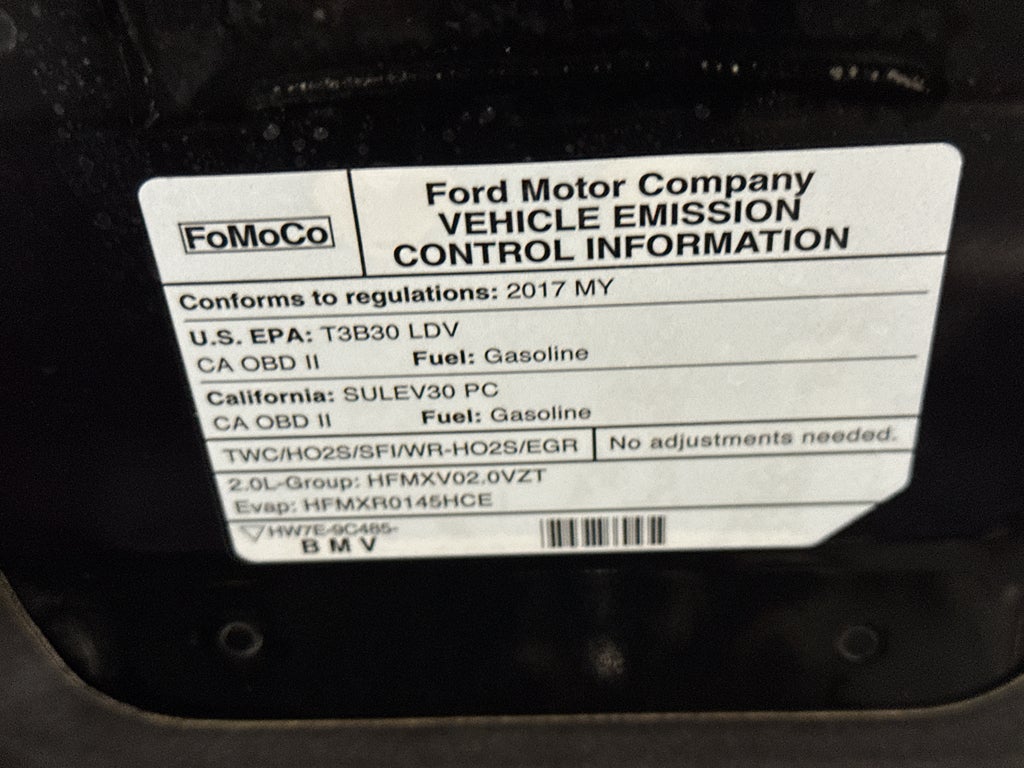 FoMoCo
Ford Motor Company
VEHICLE EMISSION
CONTROL INFORMATION
Conforms to regulations: 2017 MY
U.S. EPA: T3B30 LDV
CA OBD II Fuel: Gasoline
California: SULEV30 PC
CA OBD II Fuel: Gasoline
TWC/HO2S/SFI/WR-HO2S/EGR No adjustments needed.
2.0L-Group: HFMXV02.0VZT
Evap: HFMXR0145HCE
HW7E-9C485-
B M V